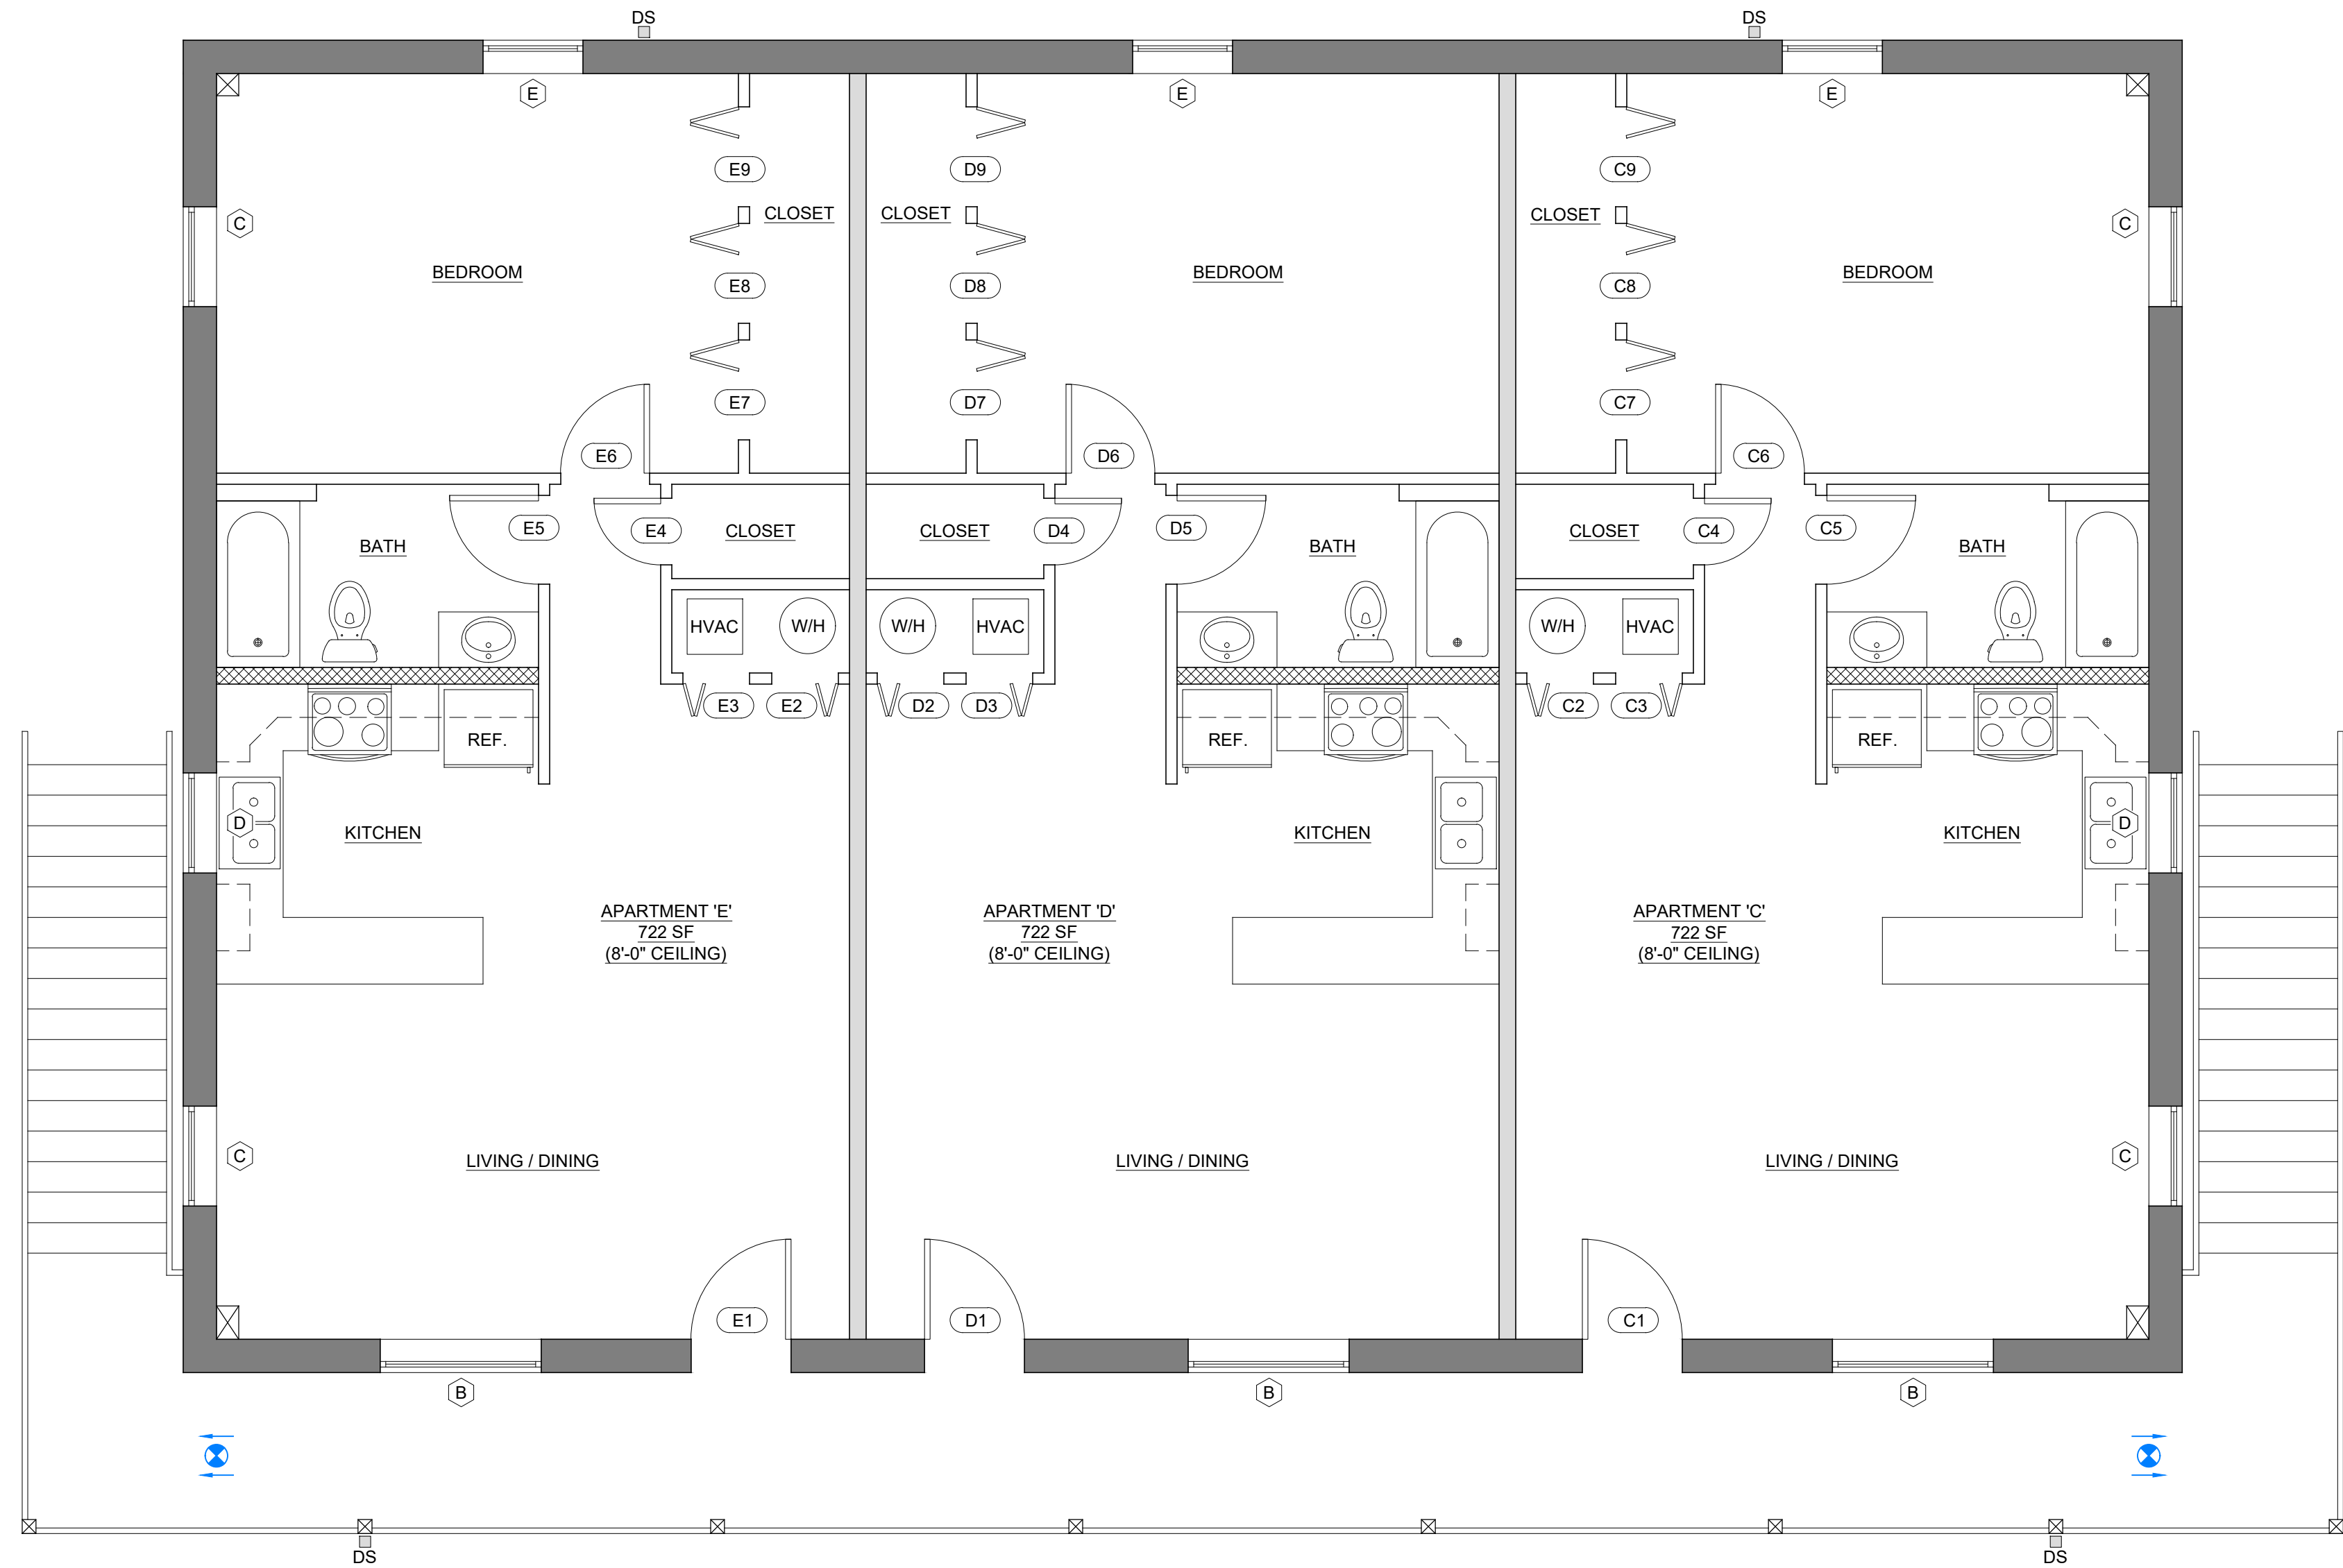 DS
DS
E
E
E
E9
D9
C9
CLOSET
CLOSET
CLOSET
C
C
BEDROOM
BEDROOM
BEDROOM
E8
D8
C8
E7
D7
C7
E6
D6
C6
E5
E4
CLOSET
CLOSET
D4
D5
CLOSET
C4
C5
BATH
BATH
BATH
HVAC
W/H
W/H
HVAC
W/H
HVAC
E3
E2
D2
D3
C2
C3
REF.
REF.
REF.
D
D
KITCHEN
KITCHEN
KITCHEN
APARTMENT 'E'
722 SF
(8'-0" CEILING)
APARTMENT 'D'
722 SF
(8'-0" CEILING)
APARTMENT 'C'
722 SF
(8'-0" CEILING)
C
C
LIVING / DINING
LIVING / DINING
LIVING / DINING
E1
D1
C1
B
B
B
DS
DS